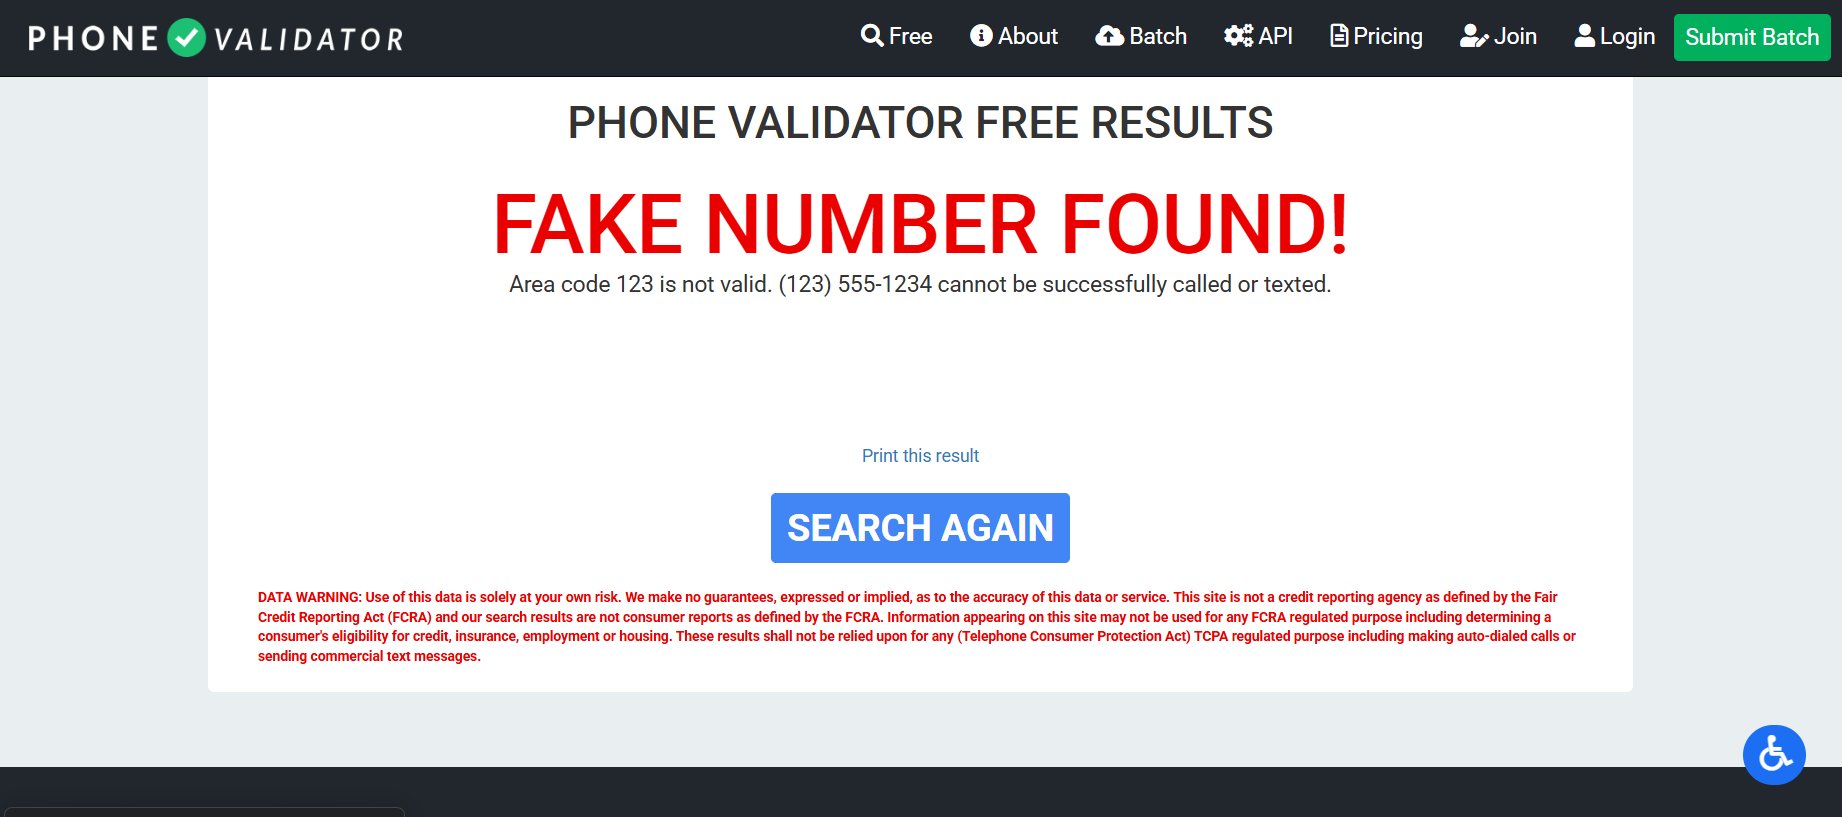 PHONE VALIDATOR
Free About Batch API Pricing Join Login Submit Batch
PHONE VALIDATOR FREE RESULTS
FAKE NUMBER FOUND!
Area code 123 is not valid. (123) 555-1234 cannot be successfully called or texted.
Print this result
SEARCH AGAIN
DATA WARNING: Use of this data is solely at your own risk. We make no guarantees, expressed or implied, as to the accuracy of this data or service. This site is not a credit reporting agency as defined by the Fair
Credit Reporting Act (FCRA) and our search results are not consumer reports as defined by the FCRA. Information appearing on this site may not be used for any FCRA regulated purpose including determining a
consumer's eligibility for credit, insurance, employment or housing. These results shall not be relied upon for any (Telephone Consumer Protection Act) TCPA regulated purpose including making auto-dialed calls or
sending commercial text messages.